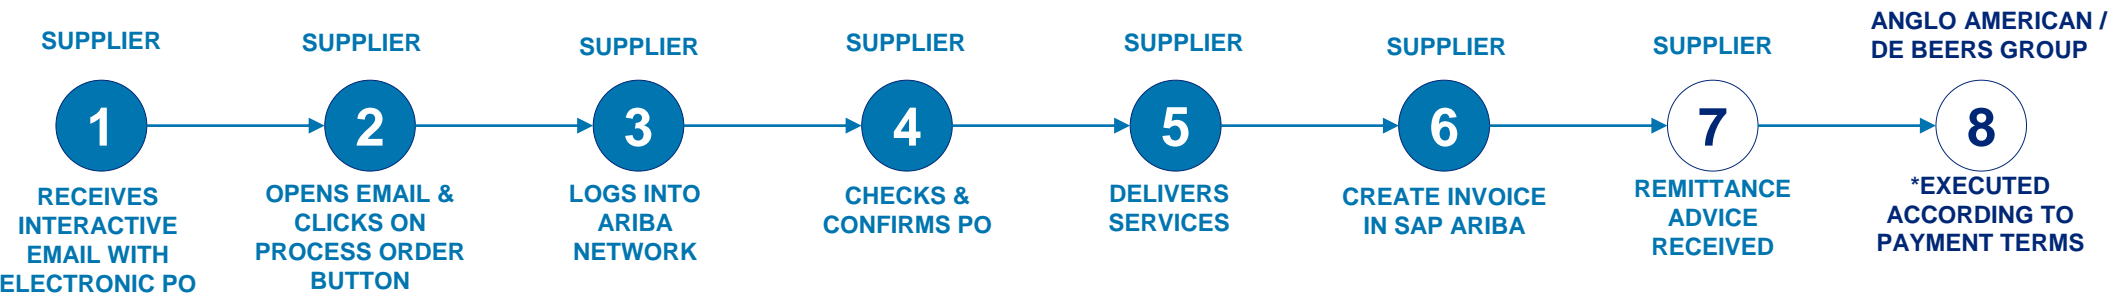 SUPPLIER
1
RECEIVES
INTERACTIVE
EMAIL WITH
ELECTRONIC PO
SUPPLIER
2
OPENS EMAIL &
CLICKS ON
PROCESS ORDER
BUTTON
SUPPLIER
3
LOGS INTO
ARIBA
NETWORK
SUPPLIER
4
CHECKS &
CONFIRMS PO
SUPPLIER
5
DELIVERS
SERVICES
SUPPLIER
6
CREATE INVOICE
IN SAP ARIBA
SUPPLIER
7
REMITTANCE
ADVICE
RECEIVED
ANGLO AMERICAN /
DE BEERS GROUP
8
*EXECUTED
ACCORDING TO
PAYMENT TERMS